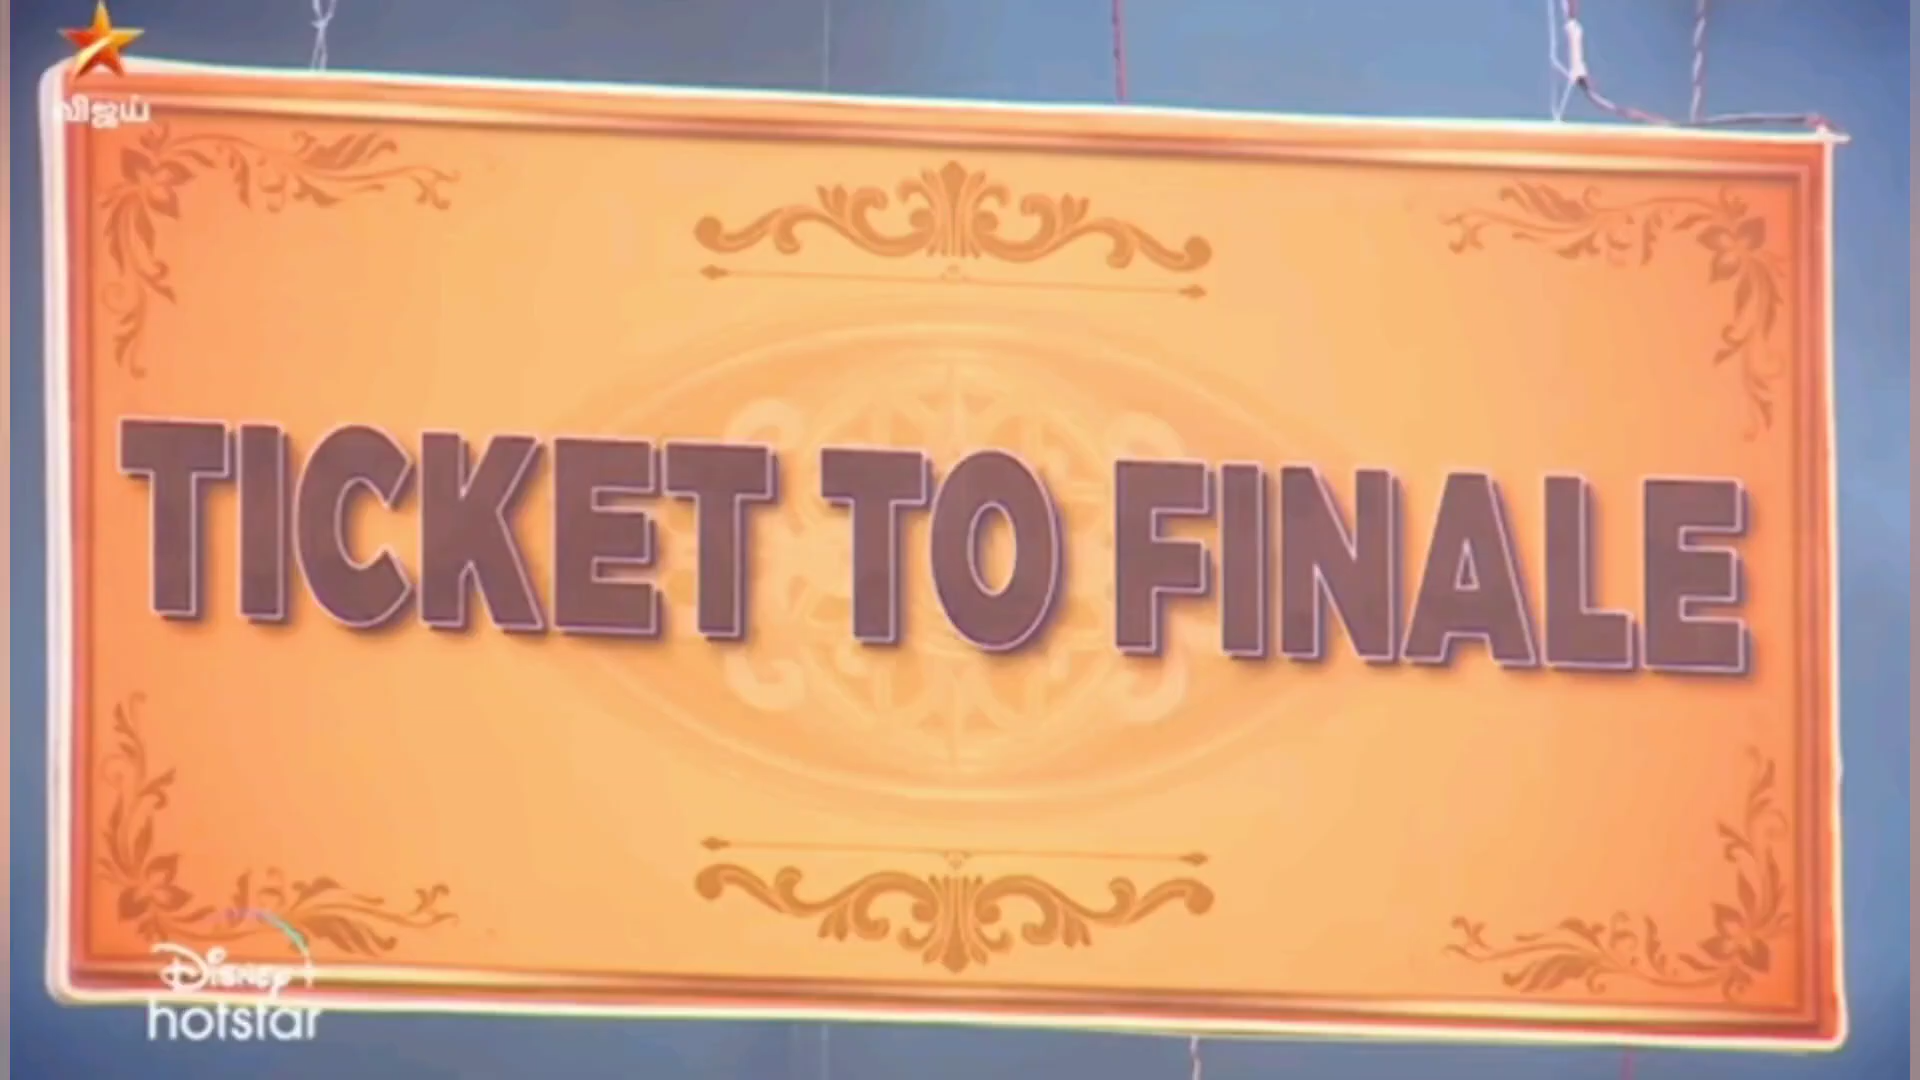 விஜய்
TICKET TO FINALE
Disney+
hotstar